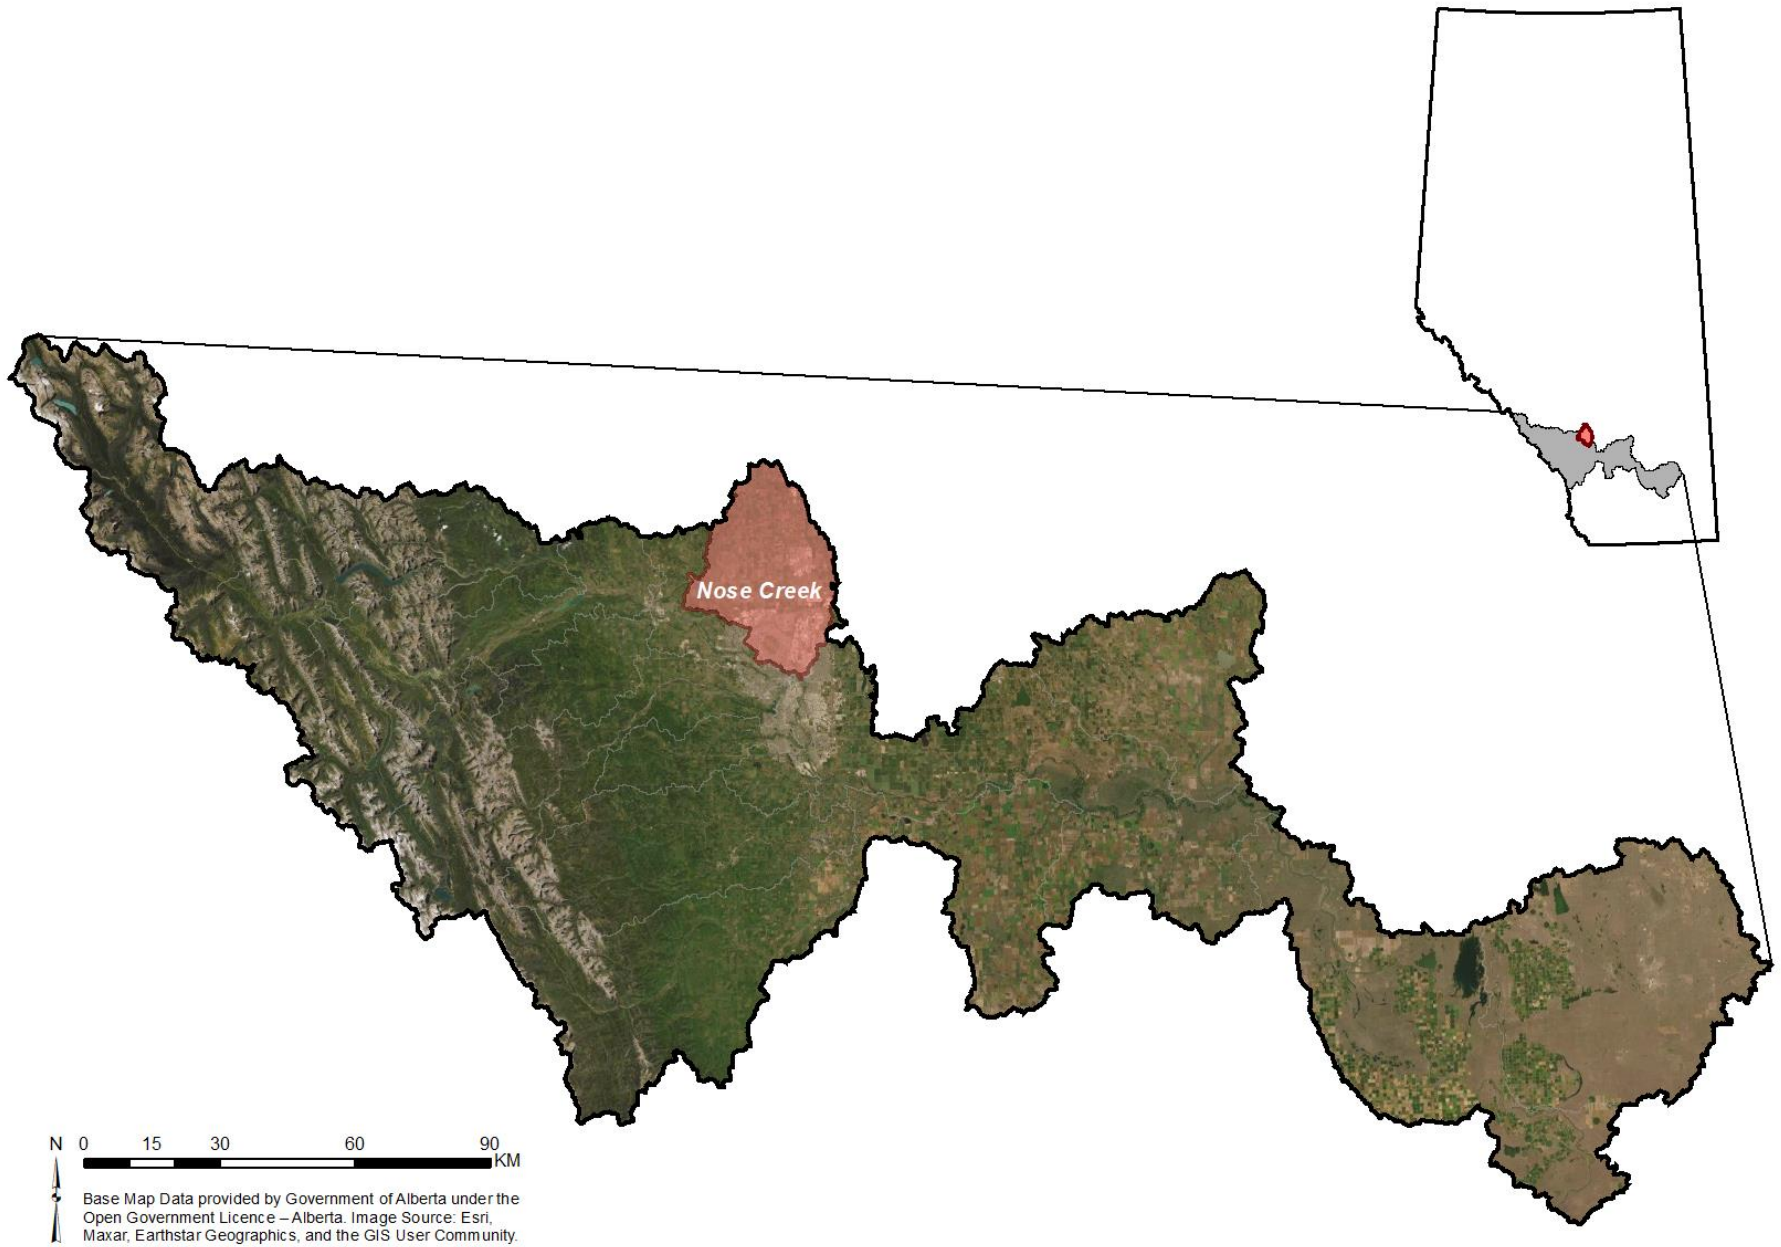 Nose Creek
N 0 15 30 60 90
KM
Base Map Data provided by Government of Alberta under the
Open Government Licence – Alberta. Image Source: Esri,
Maxar, Earthstar Geographics, and the GIS User Community.